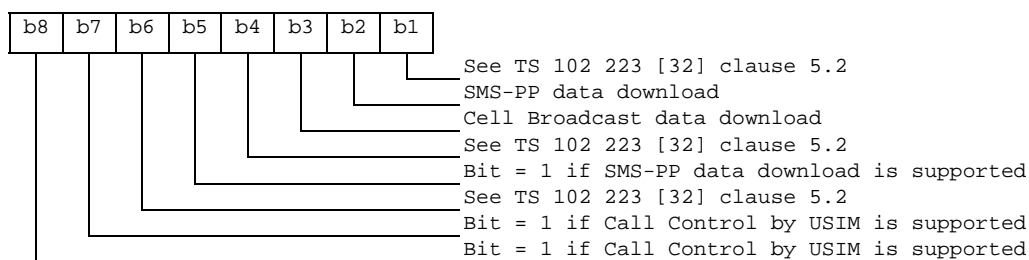 b8 b7 b6 b5 b4 b3 b2 b1
See TS 102 223 [32] clause 5.2
SMS-PP data download
Cell Broadcast data download
See TS 102 223 [32] clause 5.2
Bit = 1 if SMS-PP data download is supported
See TS 102 223 [32] clause 5.2
Bit = 1 if Call Control by USIM is supported
Bit = 1 if Call Control by USIM is supported